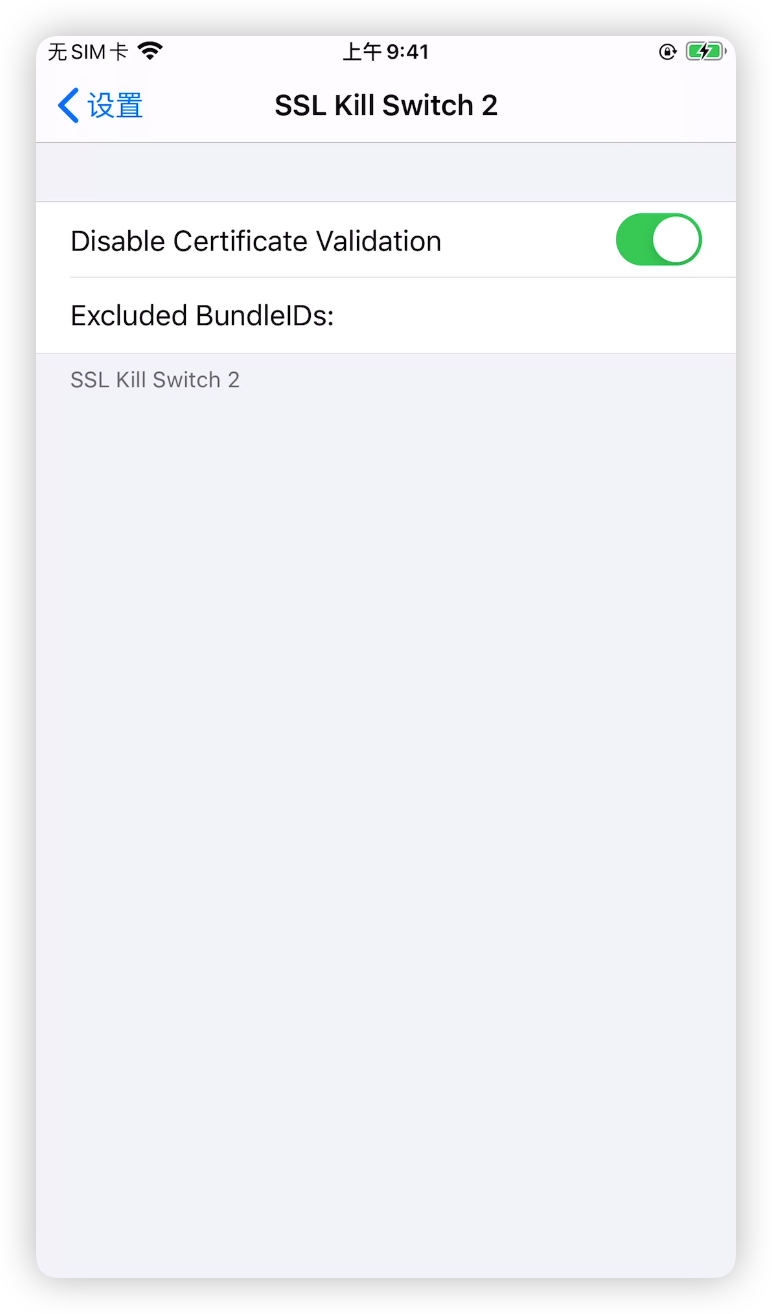 无 SIM 卡 上午 9:41
设置 SSL Kill Switch 2
Disable Certificate Validation
Excluded BundleIDs:
SSL Kill Switch 2